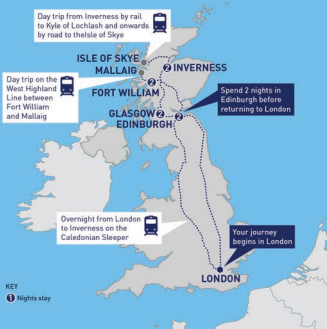 Day trip from Inverness by rail
to Kyle of Lochlash and onwards
by road to theIsle of Skye
ISLE OF SKYE
MALLAIG
2 INVERNESS
Day trip on the
West Highland
Line between
Fort William
and Mallaig
2
FORT WILLIAM
GLASGOW 2
EDINBURGH 2
Spend 2 nights in
Edinburgh before
returning to London
Overnight from London
to Inverness on the
Caledonian Sleeper
Your journey
begins in London
LONDON
KEY
1 Nights stay